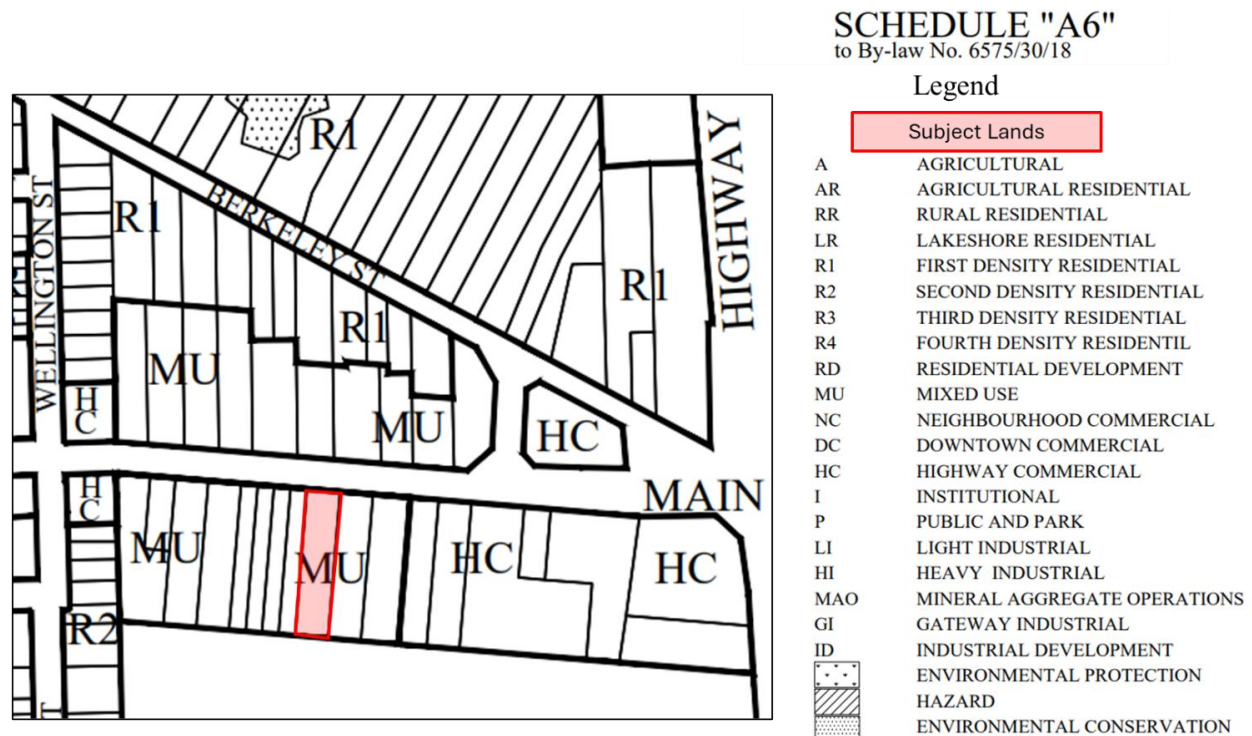 SCHEDULE "A6"
to By-law No. 6575/30/18
Legend
Subject Lands
A AGRICULTURAL
AR AGRICULTURAL RESIDENTIAL
RR RURAL RESIDENTIAL
LR LAKESHORE RESIDENTIAL
R1 FIRST DENSITY RESIDENTIAL
R2 SECOND DENSITY RESIDENTIAL
R3 THIRD DENSITY RESIDENTIAL
R4 FOURTH DENSITY RESIDENTIL
RD RESIDENTIAL DEVELOPMENT
MU MIXED USE
NC NEIGHBOURHOOD COMMERCIAL
DC DOWNTOWN COMMERCIAL
HC HIGHWAY COMMERCIAL
I INSTITUTIONAL
P PUBLIC AND PARK
LI LIGHT INDUSTRIAL
HI HEAVY INDUSTRIAL
MAO MINERAL AGGREGATE OPERATIONS
GI GATEWAY INDUSTRIAL
ID INDUSTRIAL DEVELOPMENT
ENVIRONMENTAL PROTECTION
HAZARD
ENVIRONMENTAL CONSERVATION
R1
HIGHWAY
R1
BERKELEY ST
WELLINGTON ST
R1
R1
MU
H
C
MU
HC
MAIN
H
C
MU
MU
HC
HC
R2